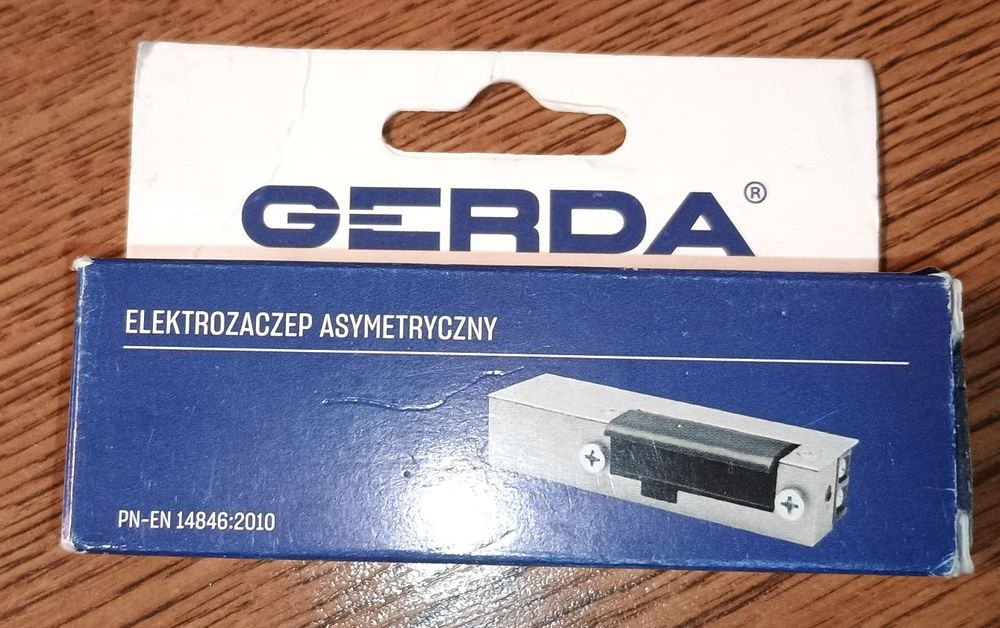 GERDA®
ELEKTROZACZEP ASYMETRYCZNY
PN-EN 14846:2010